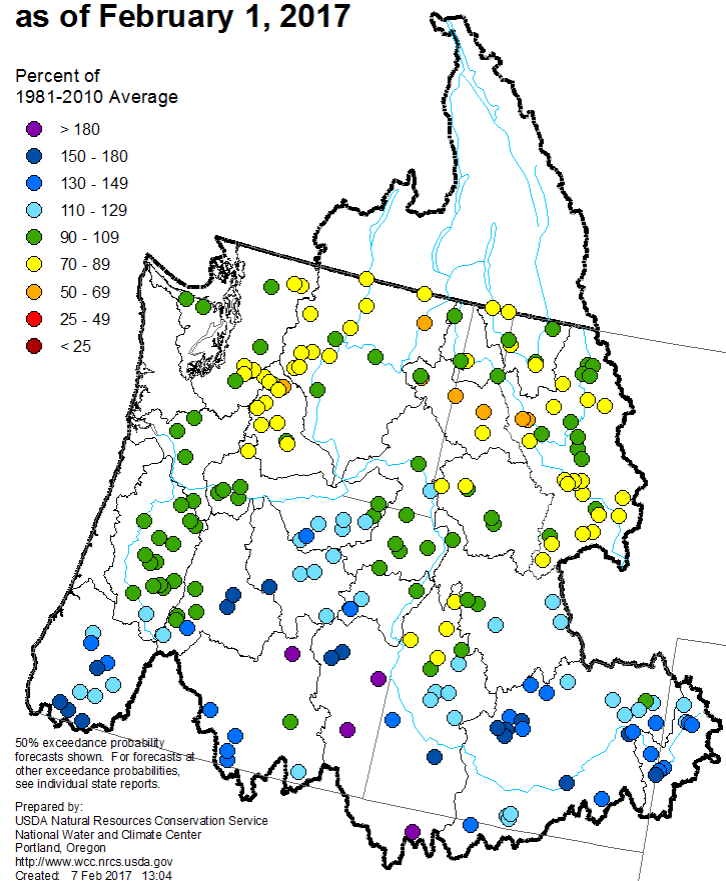 as of February 1, 2017
Percent of
1981-2010 Average
> 180
150 - 180
130 - 149
110 - 129
90 - 109
70 - 89
50 - 69
25 - 49
< 25
50% exceedance probability
forecasts shown. For forecasts at
other exceedance probabilities,
see individual state reports.
Prepared by:
USDA Natural Resources Conservation Service
National Water and Climate Center
Portland, Oregon
http://www.wcc.nrcs.usda.gov
Created: 7 Feb 2017 13:04